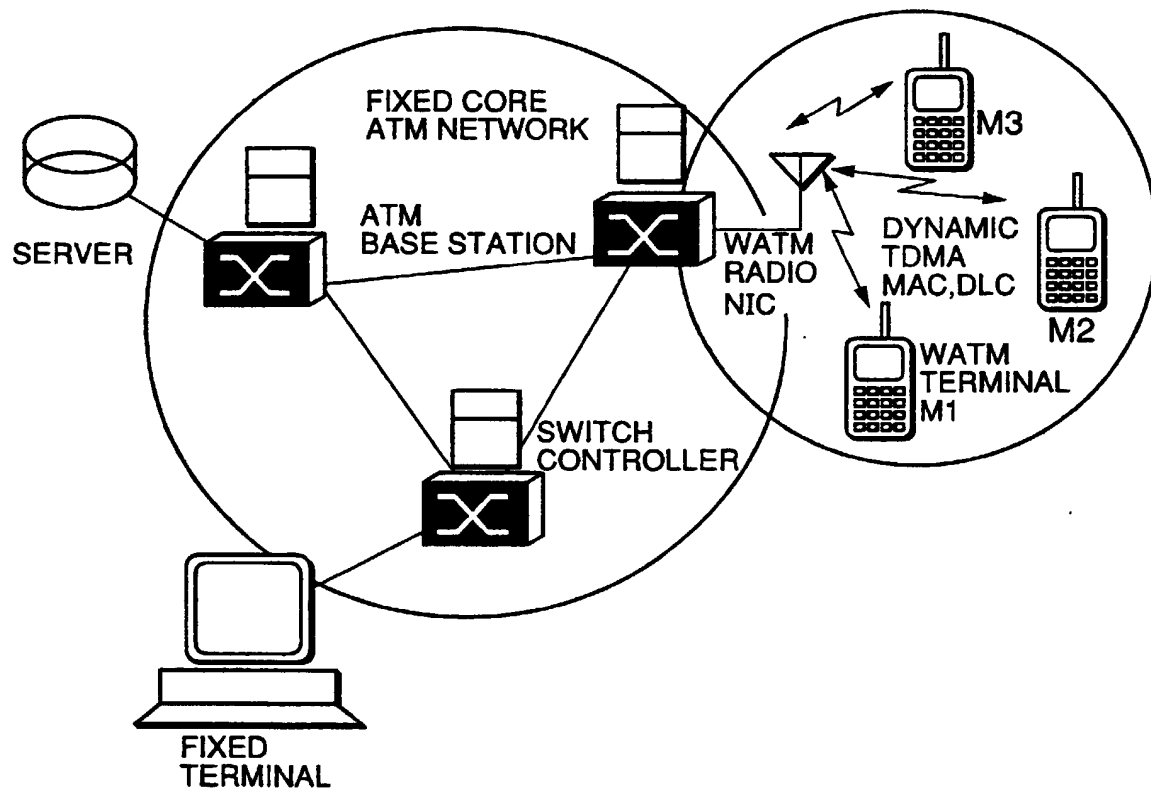 FIXED CORE
ATM NETWORK
M3
SERVER
ATM
BASE STATION
WATM
RADIO
NIC
DYNAMIC
TDMA
MAC,DLC
M2
WATM
TERMINAL
M1
SWITCH
CONTROLLER
FIXED
TERMINAL